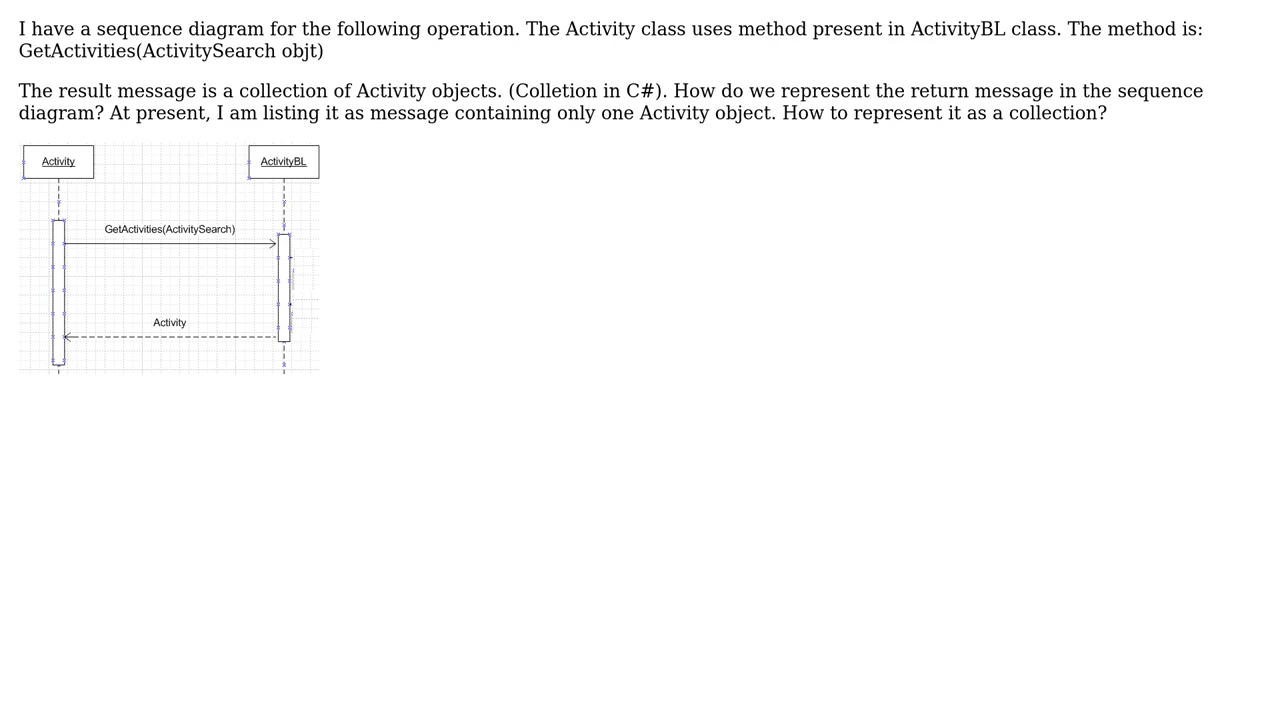 I have a sequence diagram for the following operation. The Activity class uses method present in ActivityBL class. The method is:
GetActivities(ActivitySearch objt)
The result message is a collection of Activity objects. (Colletion in C#). How do we represent the return message in the sequence
diagram? At present, I am listing it as message containing only one Activity object. How to represent it as a collection?
Activity
ActivityBL
GetActivities(ActivitySearch)
Activity